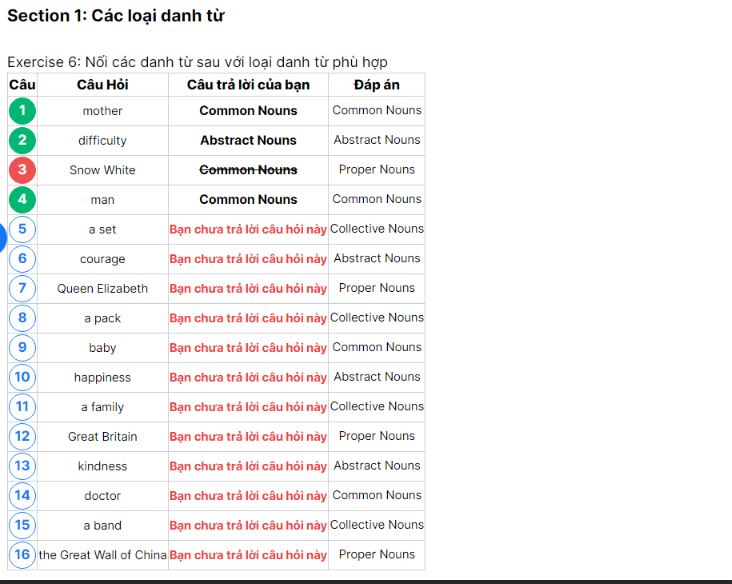 Section 1: Các loại danh từ
Exercise 6: Nối các danh từ sau với loại danh từ phù hợp
Câu Câu Hỏi Câu trả lời của bạn Đáp án
1 mother Common Nouns Common Nouns
2 difficulty Abstract Nouns Abstract Nouns
3 Snow White Common Nouns Proper Nouns
4 man Common Nouns Common Nouns
5 a set Bạn chưa trả lời câu hỏi này Collective Nouns
6 courage Bạn chưa trả lời câu hỏi này Abstract Nouns
7 Queen Elizabeth Bạn chưa trả lời câu hỏi này Proper Nouns
8 a pack Bạn chưa trả lời câu hỏi này Collective Nouns
9 baby Bạn chưa trả lời câu hỏi này Common Nouns
10 happiness Bạn chưa trả lời câu hỏi này Abstract Nouns
11 a family Bạn chưa trả lời câu hỏi này Collective Nouns
12 Great Britain Bạn chưa trả lời câu hỏi này Proper Nouns
13 kindness Bạn chưa trả lời câu hỏi này Abstract Nouns
14 doctor Bạn chưa trả lời câu hỏi này Common Nouns
15 a band Bạn chưa trả lời câu hỏi này Collective Nouns
16 the Great Wall of China Bạn chưa trả lời câu hỏi này Proper Nouns